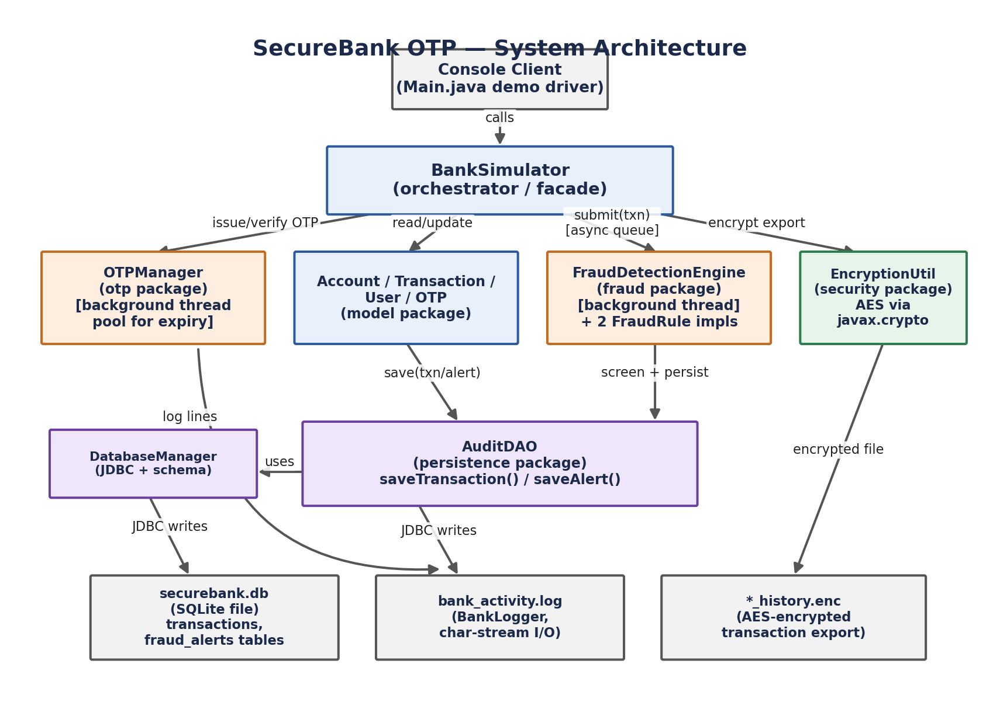 SecureBank OTP — System Architecture
Console Client
(Main.java demo driver)
calls
BankSimulator
(orchestrator / facade)
issue/verify OTP
read/update
submit(txn)
[async queue]
encrypt export
OTPManager
(otp package)
[background thread
pool for expiry]
Account / Transaction /
User / OTP
(model package)
FraudDetectionEngine
(fraud package)
[background thread]
+ 2 FraudRule impls
EncryptionUtil
(security package)
AES via
javax.crypto
save(txn/alert)
screen + persist
log lines
DatabaseManager
(JDBC + schema)
uses
AuditDAO
(persistence package)
saveTransaction() / saveAlert()
encrypted file
JDBC writes
JDBC writes
securebank.db
(SQLite file)
transactions,
fraud_alerts tables
bank_activity.log
(BankLogger,
char-stream I/O)
*_history.enc
(AES-encrypted
transaction export)